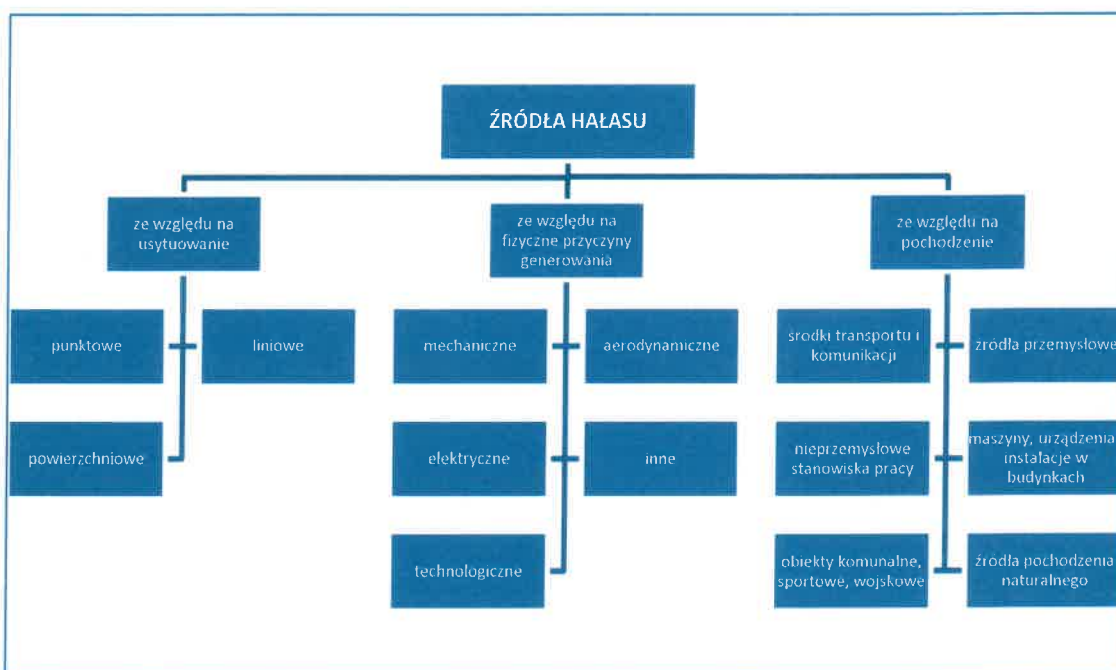 ŹRÓDŁA HAŁASU
ze względu na
usytuowanie
punktowe
liniowe
powierzchniowe
ze względu na
fizyczne przyczyny
generowania
mechaniczne
aerodynamiczne
elektryczne
inne
technologiczne
ze względu na
pochodzenie
środki transportu i
komunikacji
źródła przemysłowe
nieprzemysłowe
stanowiska pracy
maszyny, urządzenia,
instalacje w
budynkach
obiekty komunalne,
sportowe, wojskowe
źródła pochodzenia
naturalnego